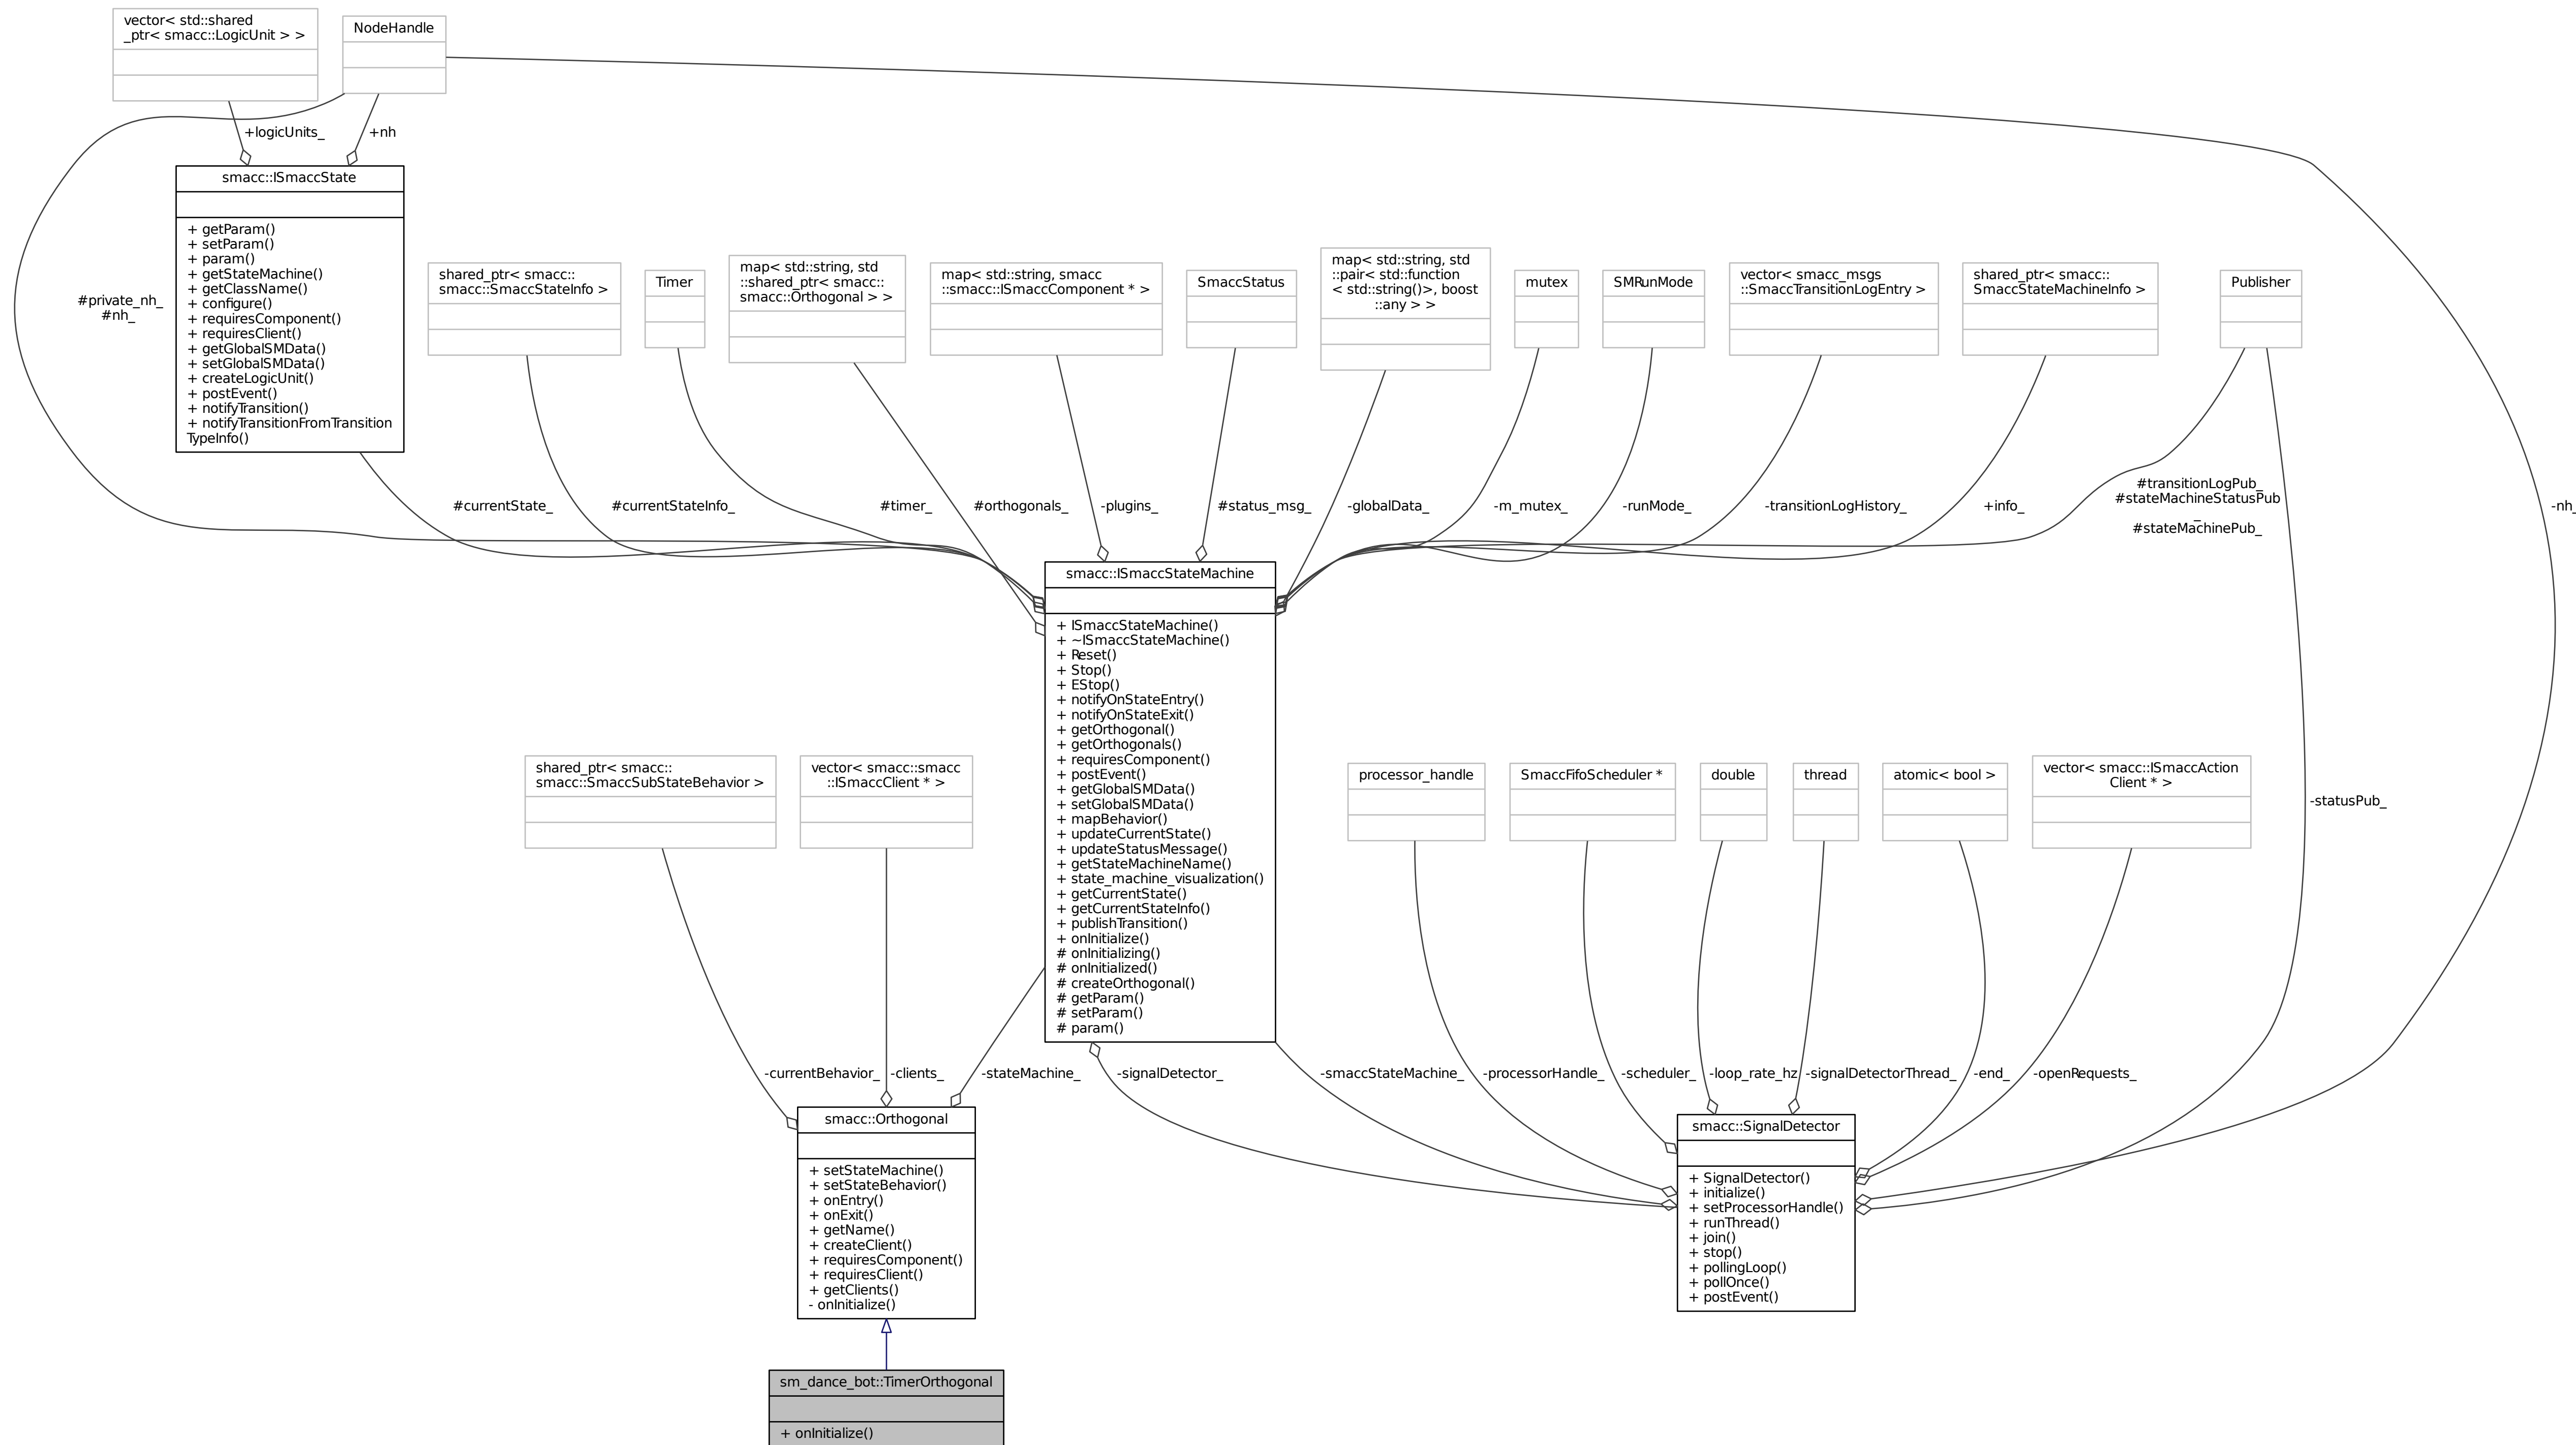 vector< std::shared
_ptr< smacc::LogicUnit > >
NodeHandle
+logicUnits_
+nh
smacc::ISmaccState
+ getParam()
+ setParam()
+ param()
+ getStateMachine()
+ getClassName()
+ configure()
+ requiresComponent()
+ requiresClient()
+ getGlobalSMData()
+ setGlobalSMData()
+ createLogicUnit()
+ postEvent()
+ notifyTransition()
+ notifyTransitionFromTransition
TypeInfo()
#private_nh_
#nh_
shared_ptr< smacc::
smacc::SmaccStateInfo >
Timer
map< std::string, std
::shared_ptr< smacc::
smacc::Orthogonal > >
map< std::string, smacc
::smacc::ISmaccComponent * >
SmaccStatus
map< std::string, std
::pair< std::function
< std::string()>, boost
::any > >
mutex
SMRunMode
vector< smacc_msgs
::SmaccTransitionLogEntry >
shared_ptr< smacc::
SmaccStateMachineInfo >
Publisher
#currentState_
#currentStateInfo_
#timer_
#orthogonals_
-plugins_
#status_msg_
-globalData_
-m_mutex_
-runMode_
-transitionLogHistory_
+info_
#transitionLogPub_
#stateMachineStatusPub
_
#stateMachinePub_
-nh_
smacc::ISmaccStateMachine
+ ISmaccStateMachine()
+ ~ISmaccStateMachine()
+ Reset()
+ Stop()
+ EStop()
+ notifyOnStateEntry()
+ notifyOnStateExit()
+ getOrthogonal()
+ getOrthogonals()
+ requiresComponent()
+ postEvent()
+ getGlobalSMData()
+ setGlobalSMData()
+ mapBehavior()
+ updateCurrentState()
+ updateStatusMessage()
+ getStateMachineName()
+ state_machine_visualization()
+ getCurrentState()
+ getCurrentStateInfo()
+ publishTransition()
+ onInitialize()
# onInitializing()
# onInitialized()
# createOrthogonal()
# getParam()
# setParam()
# param()
shared_ptr< smacc::
smacc::SmaccSubStateBehavior >
vector< smacc::smacc
::ISmaccClient * >
processor_handle
SmaccFifoScheduler *
double
thread
atomic< bool >
vector< smacc::ISmaccAction
Client * >
-statusPub_
-currentBehavior_
-clients_
-stateMachine_
-signalDetector_
-smaccStateMachine_
-processorHandle_
-scheduler_
-loop_rate_hz
-signalDetectorThread_
-end_
-openRequests_
smacc::Orthogonal
+ setStateMachine()
+ setStateBehavior()
+ onEntry()
+ onExit()
+ getName()
+ createClient()
+ requiresComponent()
+ requiresClient()
+ getClients()
- onInitialize()
smacc::SignalDetector
+ SignalDetector()
+ initialize()
+ setProcessorHandle()
+ runThread()
+ join()
+ stop()
+ pollingLoop()
+ pollOnce()
+ postEvent()
sm_dance_bot::TimerOrthogonal
+ onInitialize()